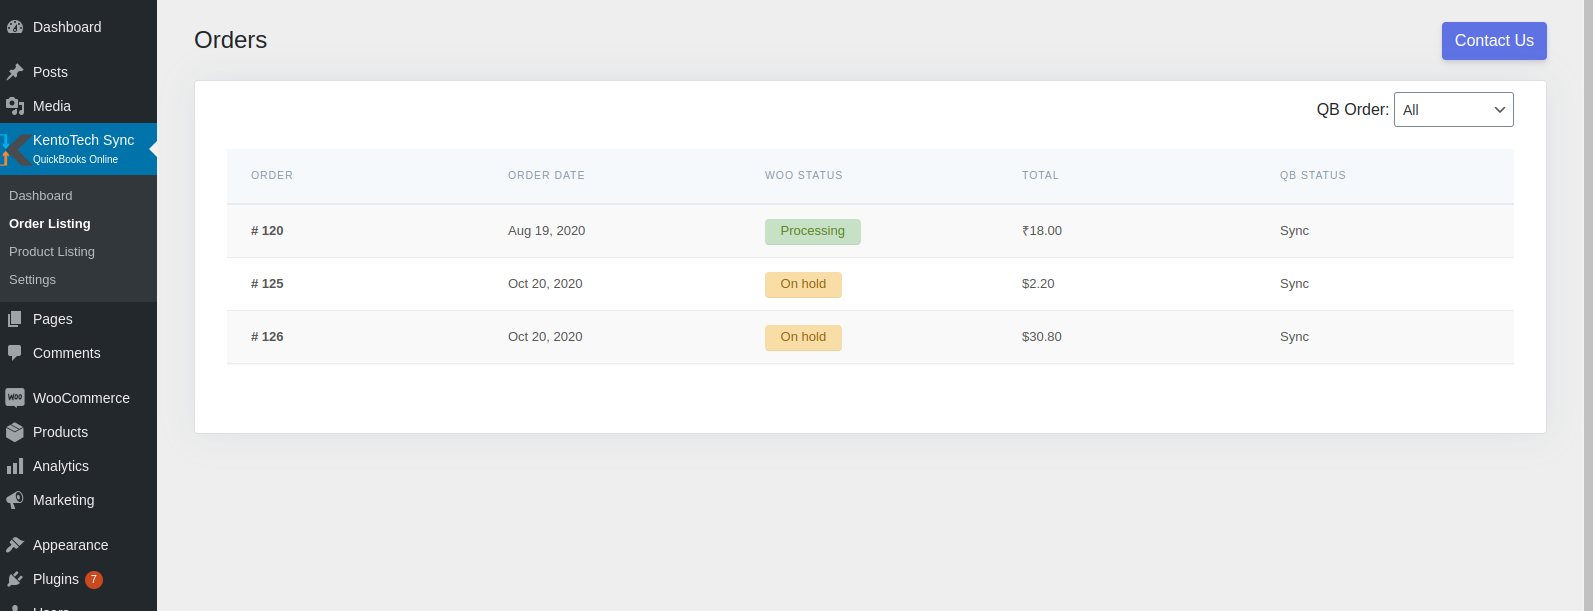 Dashboard
Posts
Media
KentoTech Sync
QuickBooks Online
Dashboard
Order Listing
Product Listing
Settings
Pages
Comments
WooCommerce
Products
Analytics
Marketing
Appearance
Plugins 7
Users
Orders
Contact Us
QB Order: All
ORDER ORDER DATE WOO STATUS TOTAL QB STATUS
# 120 Aug 19, 2020 Processing ₹18.00 Sync
# 125 Oct 20, 2020 On hold $2.20 Sync
# 126 Oct 20, 2020 On hold $30.80 Sync